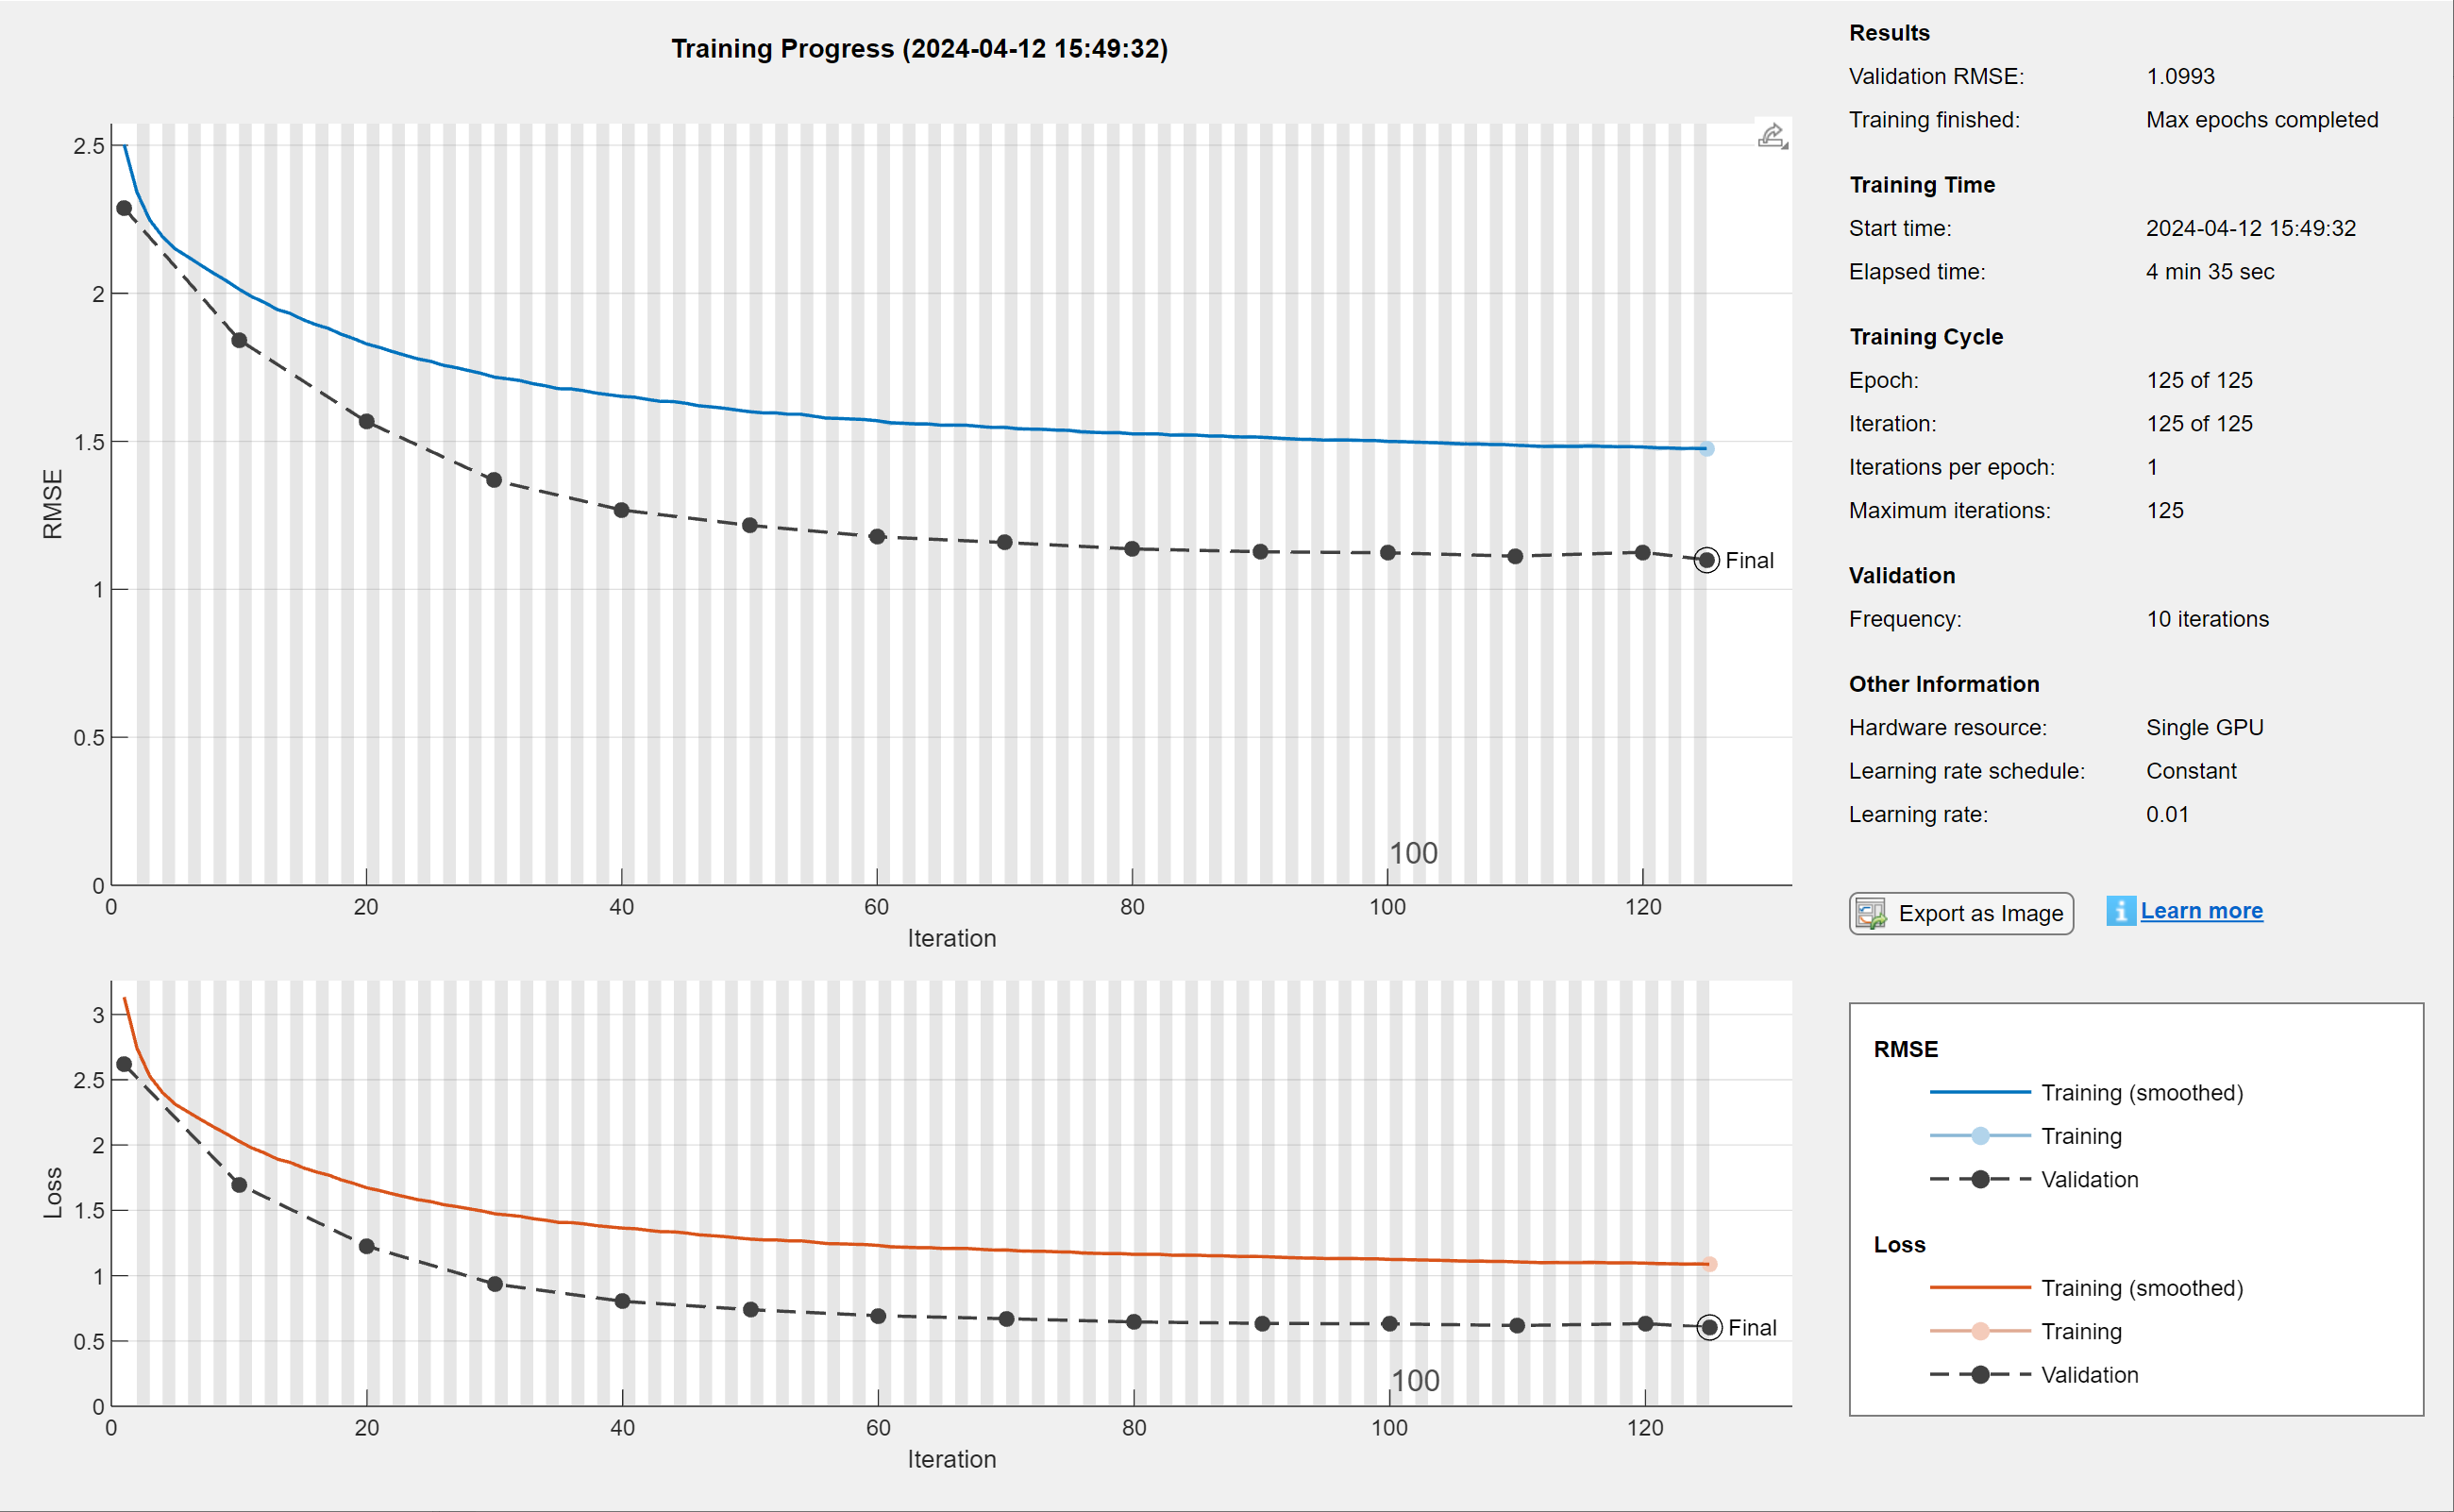 Training Progress (2024-04-12 15:49:32)
2.5
2
1.5
1
0.5
0
RMSE
Final
100
0 20 40 60 80 100 120
Iteration
3
2.5
2
1.5
1
0.5
0
Loss
Final
100
0 20 40 60 80 100 120
Iteration
Results
Validation RMSE: 1.0993
Training finished: Max epochs completed
Training Time
Start time: 2024-04-12 15:49:32
Elapsed time: 4 min 35 sec
Training Cycle
Epoch: 125 of 125
Iteration: 125 of 125
Iterations per epoch: 1
Maximum iterations: 125
Validation
Frequency: 10 iterations
Other Information
Hardware resource: Single GPU
Learning rate schedule: Constant
Learning rate: 0.01
Export as Image
i Learn more
RMSE
Training (smoothed)
Training
Validation
Loss
Training (smoothed)
Training
Validation